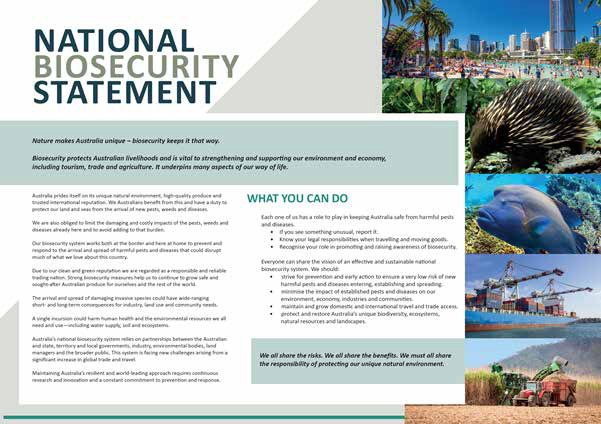 NATIONAL
BIOSECURITY
STATEMENT
Nature makes Australia unique – biosecurity keeps it that way.
Biosecurity protects Australian livelihoods and is vital to strengthening and supporting our environment and economy,
including tourism, trade and agriculture. It underpins many aspects of our way of life.
Australia prides itself on its unique natural environment, high-quality produce and
trusted international reputation. We Australians benefit from this and have a duty to
protect our land and seas from the arrival of new pests, weeds and diseases.
We are also obliged to limit the damaging and costly impacts of the pests, weeds and
diseases already here and to avoid adding to that burden.
Our biosecurity system works both at the border and here at home to prevent and
respond to the arrival and spread of harmful pests and diseases that could disrupt
much of what we love about this country.
Due to our clean and green reputation we are regarded as a responsible and reliable
trading nation. Strong biosecurity measures help us to continue to grow safe and
sought-after Australian produce for ourselves and the rest of the world.
The arrival and spread of damaging invasive species could have wide-ranging
short- and long-term consequences for industry, land use and community needs.
A single incursion could harm human health and the environmental resources we all
need and use—including water supply, soil and ecosystems.
Australia's national biosecurity system relies on partnerships between the Australian
and state, territory and local governments, industry, environmental bodies, land
managers and the broader public. This system is facing new challenges arising from a
significant increase in global trade and travel.
Maintaining Australia's resilient and world-leading approach requires continuous
research and innovation and a constant commitment to prevention and response.
WHAT YOU CAN DO
Each one of us has a role to play in keeping Australia safe from harmful pests
and diseases.
• If you see something unusual, report it.
• Know your legal responsibilities when travelling and moving goods.
• Recognise your role in promoting and raising awareness of biosecurity.
Everyone can share the vision of an effective and sustainable national
biosecurity system. We should:
• strive for prevention and early action to ensure a very low risk of new
harmful pests and diseases entering, establishing and spreading.
• minimise the impact of established pests and diseases on our
environment, economy, industries and communities.
• maintain and grow domestic and international travel and trade access.
• protect and restore Australia's unique biodiversity, ecosystems,
natural resources and landscapes.
We all share the risks. We all share the benefits. We must all share
the responsibility of protecting our unique natural environment.